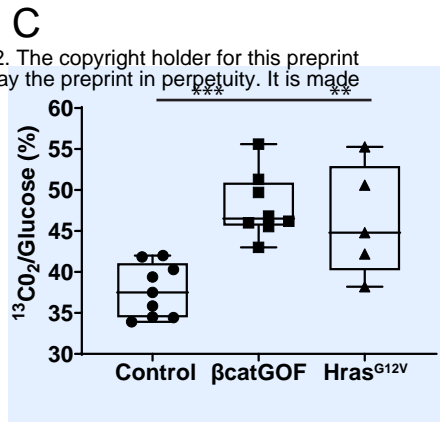 C
2. The copyright holder for this preprint
ay the preprint in perpetuity. It is made
*** **
¹³C0₂/Glucose (%)
60
55
50
45
40
35
30
Control βcatGOF Hrasᴳ¹²ⱽ